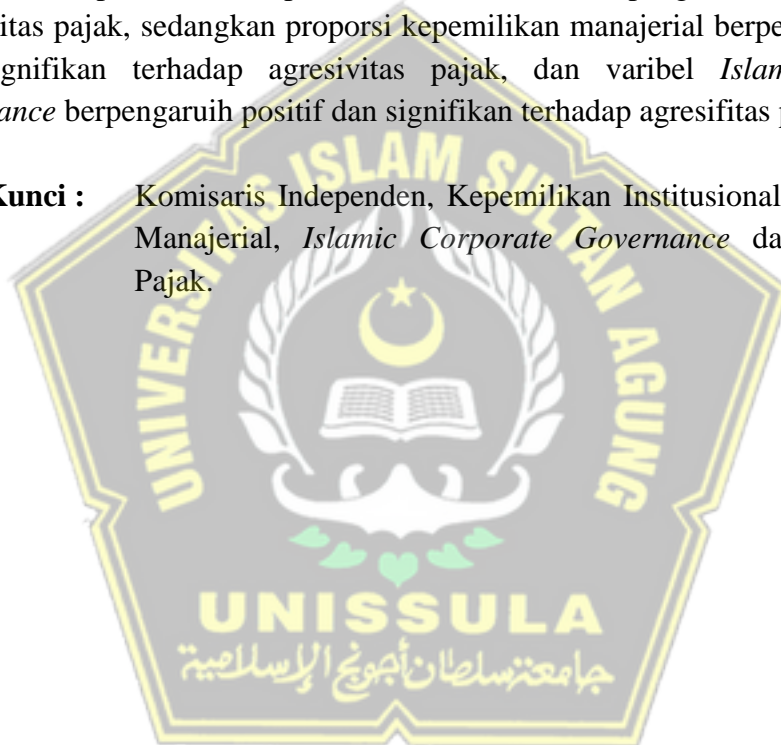 itas pajak, sedangkan proporsi kepemilikan manajerial berpe
gnifikan terhadap agresivitas pajak, dan varibel Islam
ance berpengaruih positif dan signifikan terhadap agresifitas p
Kunci : Komisaris Independen, Kepemilikan Institusional
Manajerial, Islamic Corporate Governance da
Pajak.
UNIVERSITAS ISLAM SULTAN AGUNG
UNISSULA
جامعة سلطان أجونج الإسلامية